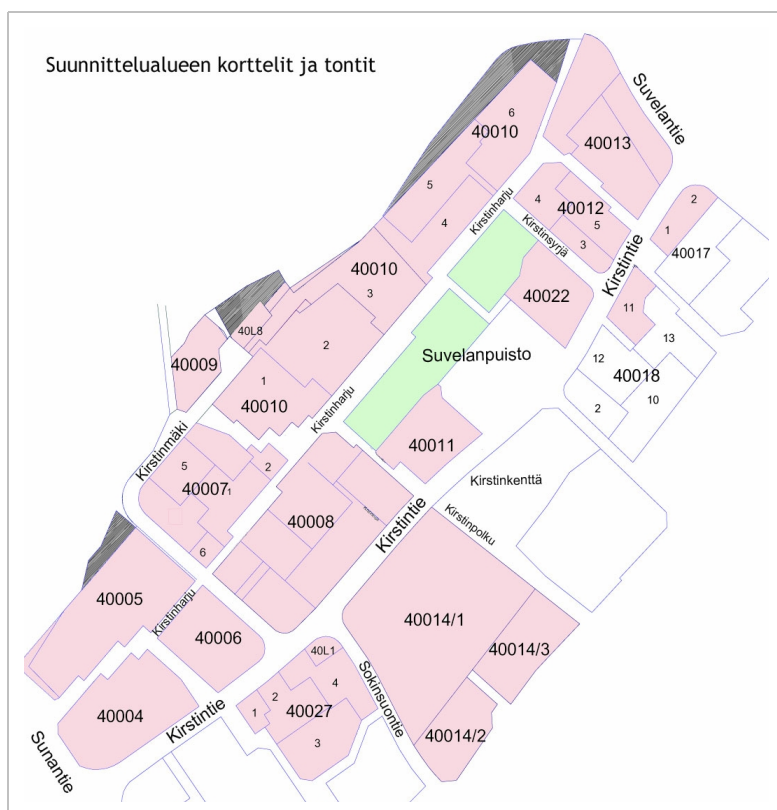 Suunnittelualueen korttelit ja tontit
Suvelantie
6
40010
40013
5
4
Kirstinharju
4
40012
5
3
Kirstinsyrjä
2
1
40017
Kirstintie
40010
3
40022
11
13
40L8
2
Suvelanpuisto
12
40018
10
2
40009
1
40010
Kirstinharju
40011
Kirstinmäki
5
2
40007
1
6
40008
Kirstintie
Kirstinkenttä
Kirstinpolku
40005
Kirstinharju
40006
40014/1
40014/3
40014/2
40L1
Sokinsuontie
4
2
1
40027
3
40004
Kirstintie
Sunantie